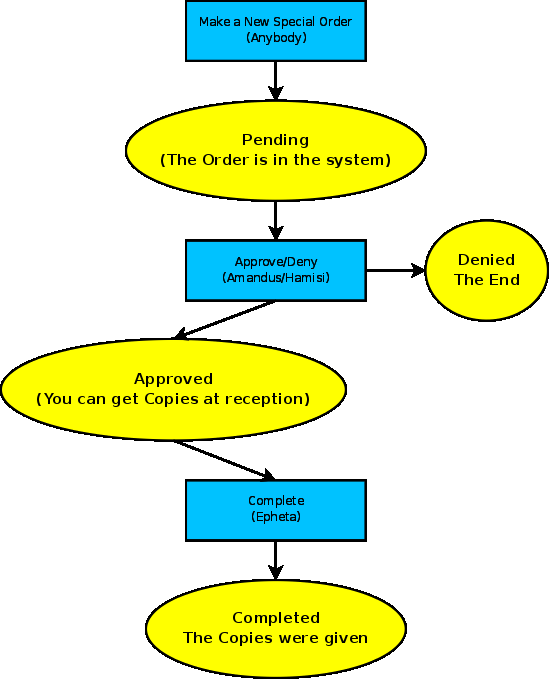 Make a New Special Order
(Anybody)
Pending
(The Order is in the system)
Approve/Deny
(Amandus/Hamisi)
Denied
The End
Approved
(You can get Copies at reception)
Complete
(Epheta)
Completed
The Copies were given